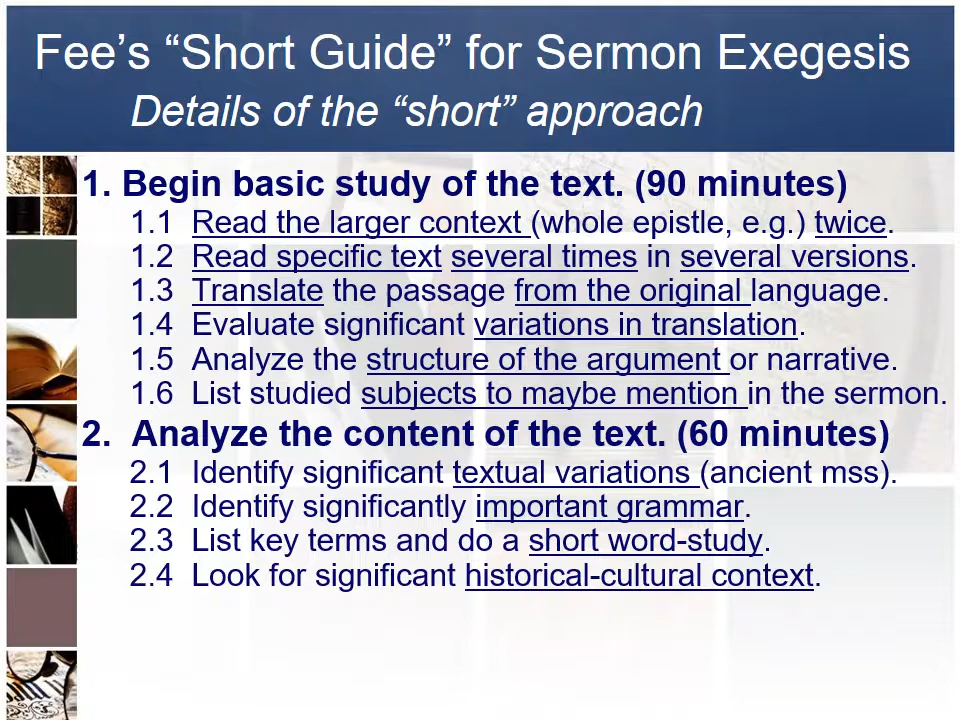 Fee’s “Short Guide” for Sermon Exegesis
Details of the “short” approach
1. Begin basic study of the text. (90 minutes)
1.1 Read the larger context (whole epistle, e.g.) twice.
1.2 Read specific text several times in several versions.
1.3 Translate the passage from the original language.
1.4 Evaluate significant variations in translation.
1.5 Analyze the structure of the argument or narrative.
1.6 List studied subjects to maybe mention in the sermon.
2. Analyze the content of the text. (60 minutes)
2.1 Identify significant textual variations (ancient mss).
2.2 Identify significantly important grammar.
2.3 List key terms and do a short word-study.
2.4 Look for significant historical-cultural context.